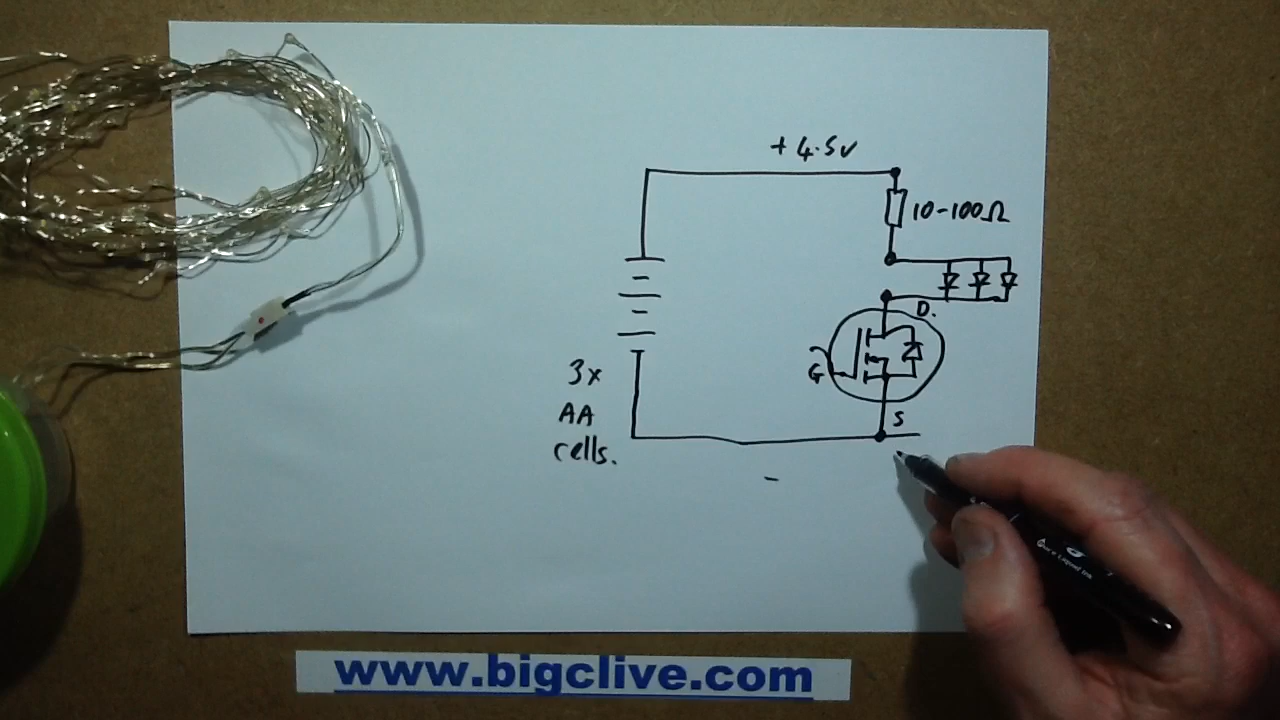 +4.5v
10-100Ω
D.
G
S
3x
AA
cells.
-
www.bigclive.com